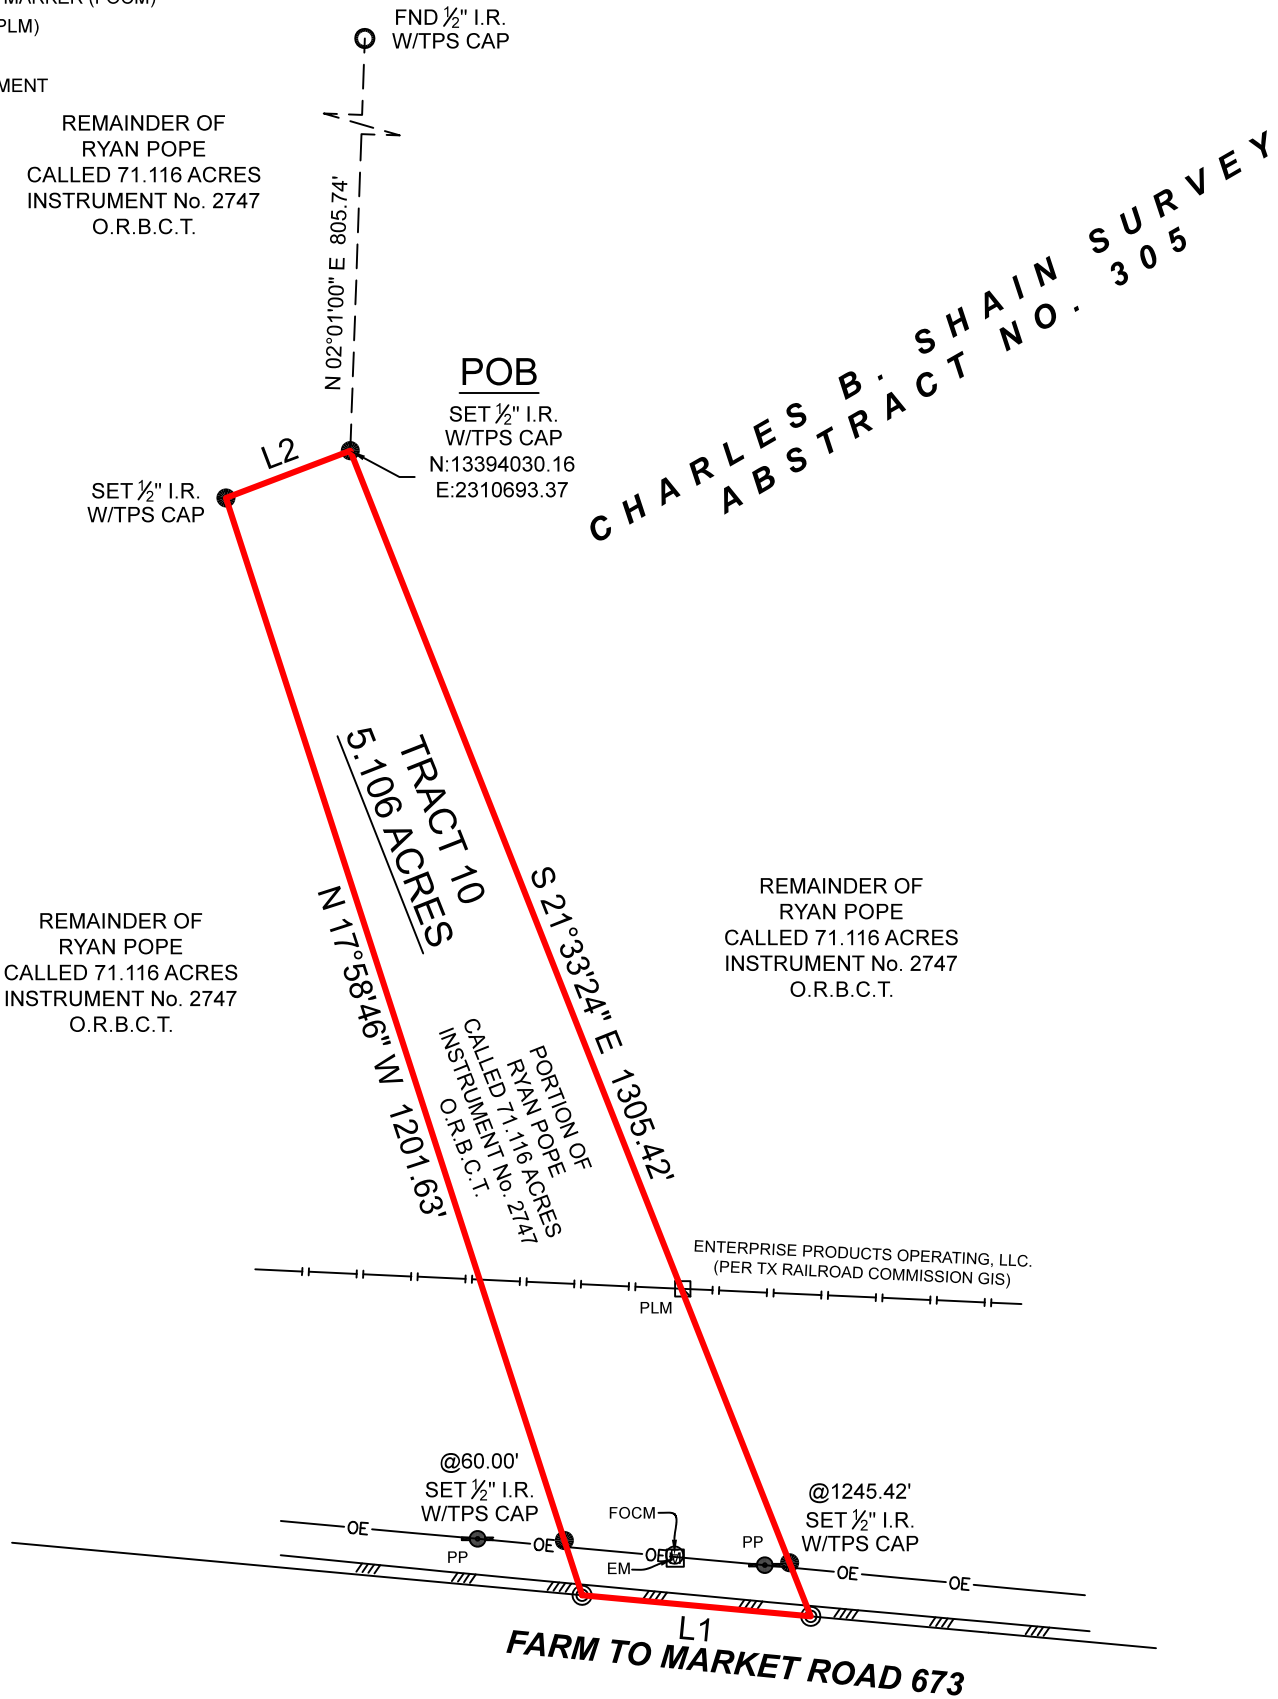 MARKER (FOCM)
PLM)
MENT
FND ½" I.R.
W/TPS CAP
REMAINDER OF
RYAN POPE
CALLED 71.116 ACRES
INSTRUMENT No. 2747
O.R.B.C.T.
N 02°01'00" E 805.74'
CHARLES B. SHAIN SURVEY
ABSTRACT NO. 305
POB
SET ½" I.R.
W/TPS CAP
N:13394030.16
E:2310693.37
L2
SET ½" I.R.
W/TPS CAP
TRACT 10
5.106 ACRES
S 21°33'24" E 1305.42'
N 17°58'46" W 1201.63'
REMAINDER OF
RYAN POPE
CALLED 71.116 ACRES
INSTRUMENT No. 2747
O.R.B.C.T.
REMAINDER OF
RYAN POPE
CALLED 71.116 ACRES
INSTRUMENT No. 2747
O.R.B.C.T.
PORTION OF
RYAN POPE
CALLED 71.116 ACRES
INSTRUMENT No. 2747
O.R.B.C.T.
ENTERPRISE PRODUCTS OPERATING, LLC.
(PER TX RAILROAD COMMISSION GIS)
PLM
@60.00'
SET ½" I.R.
W/TPS CAP
@1245.42'
SET ½" I.R.
W/TPS CAP
FOCM
EM
PP
PP
OE
OE
OE
OE
OE
L1
FARM TO MARKET ROAD 673